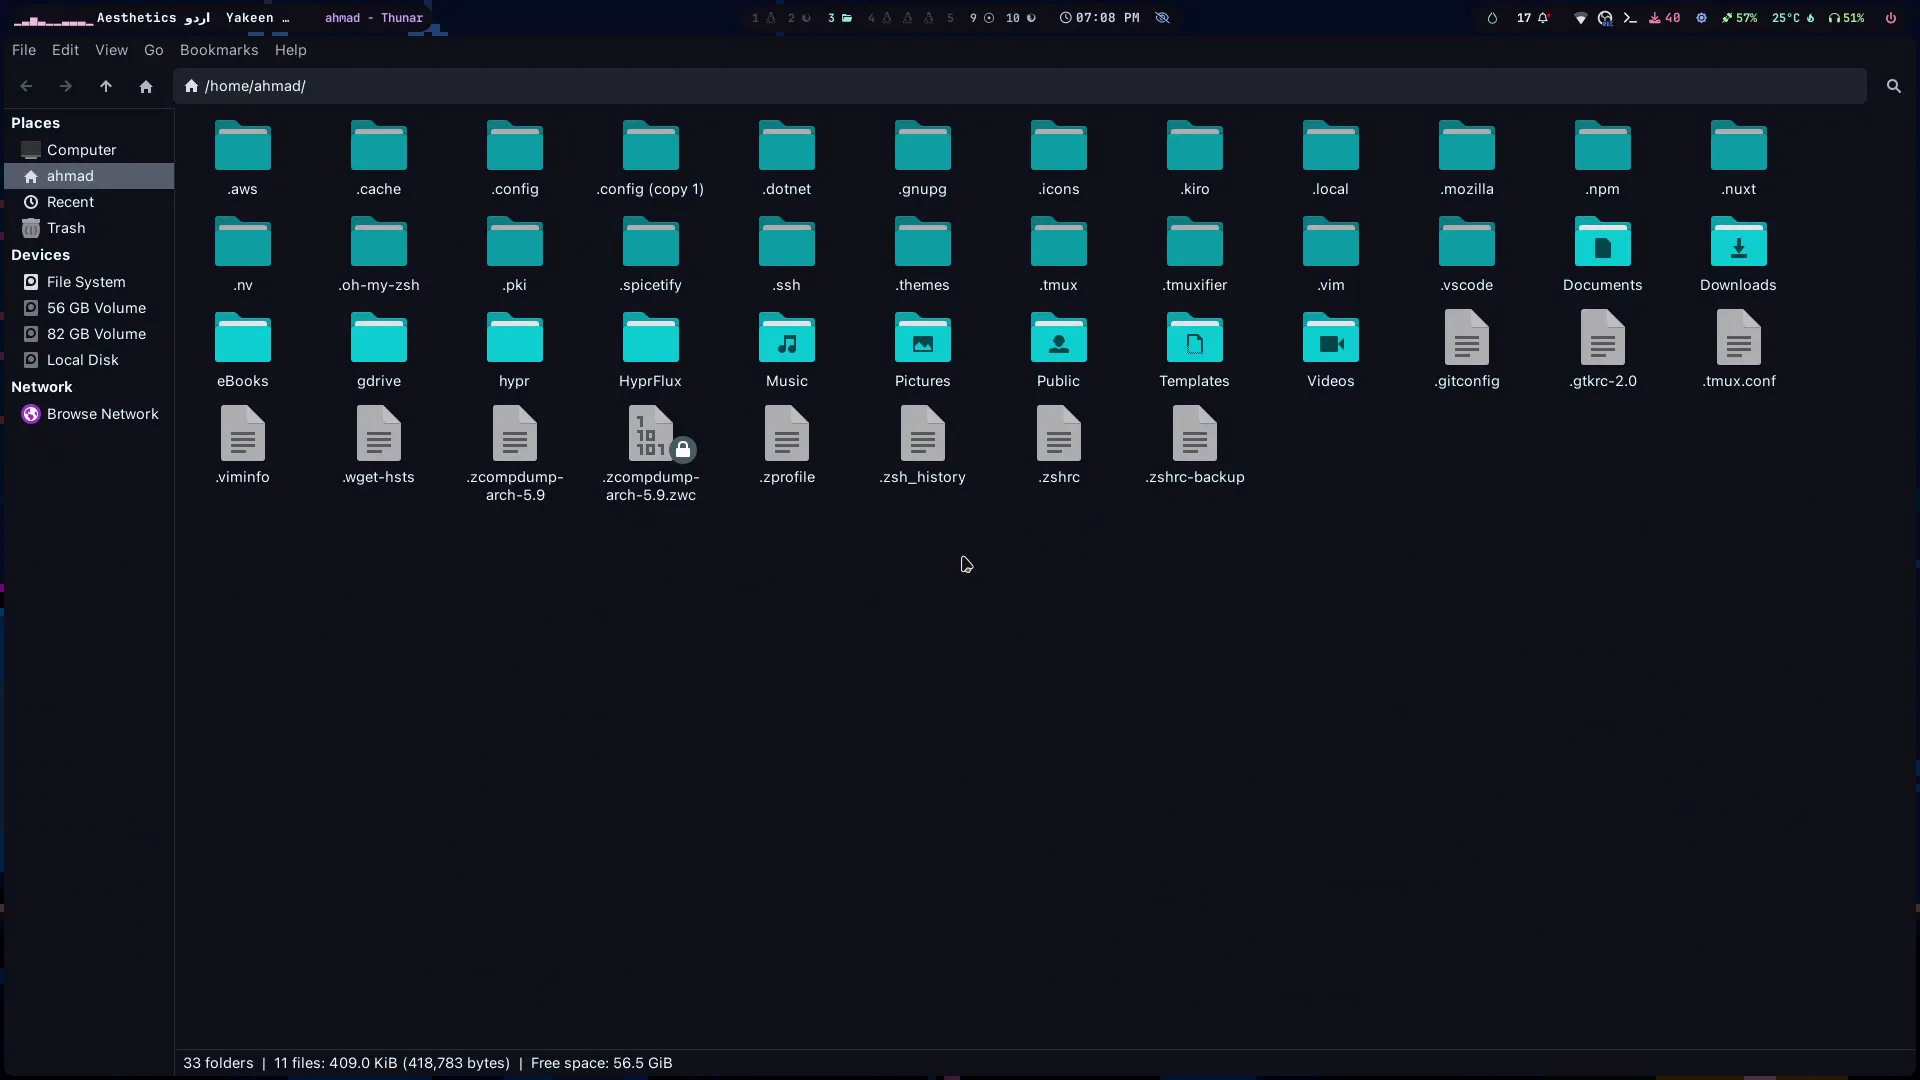 Aesthetics اردو Yakeen … ahmad - Thunar 1 2 3 4 5 9 10 07:08 PM 17 40 57% 25°C 51%
File Edit View Go Bookmarks Help
/home/ahmad/
Places
Computer
ahmad
Recent
Trash
Devices
File System
56 GB Volume
82 GB Volume
Local Disk
Network
Browse Network
.aws .cache .config .config (copy 1) .dotnet .gnupg .icons .kiro .local .mozilla .npm .nuxt
.nv .oh-my-zsh .pki .spicetify .ssh .themes .tmux .tmuxifier .vim .vscode Documents Downloads
eBooks gdrive hypr HyprFlux Music Pictures Public Templates Videos .gitconfig .gtkrc-2.0 .tmux.conf
.viminfo .wget-hsts .zcompdump-arch-5.9 .zcompdump-arch-5.9.zwc .zprofile .zsh_history .zshrc .zshrc-backup
33 folders | 11 files: 409.0 KiB (418,783 bytes) | Free space: 56.5 GiB